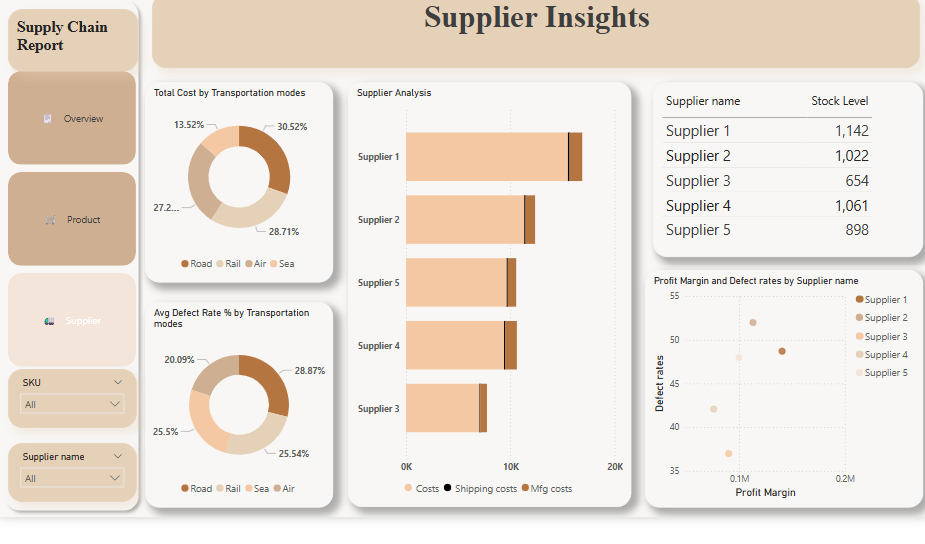 Supply Chain
Report
Overview
Product
Supplier
SKU
All
Supplier name
All
Supplier Insights
Total Cost by Transportation modes
13.52%
30.52%
27.2...
28.71%
Road Rail Air Sea
Avg Defect Rate % by Transportation
modes
20.09%
28.87%
25.5%
25.54%
Road Rail Sea Air
Supplier Analysis
Supplier 1
Supplier 2
Supplier 5
Supplier 4
Supplier 3
0K 10K 20K
Costs Shipping costs Mfg costs
Supplier name Stock Level
Supplier 1 1,142
Supplier 2 1,022
Supplier 3 654
Supplier 4 1,061
Supplier 5 898
Profit Margin and Defect rates by Supplier name
55
50
45
40
35
Defect rates
0.1M 0.2M
Profit Margin
Supplier 1
Supplier 2
Supplier 3
Supplier 4
Supplier 5